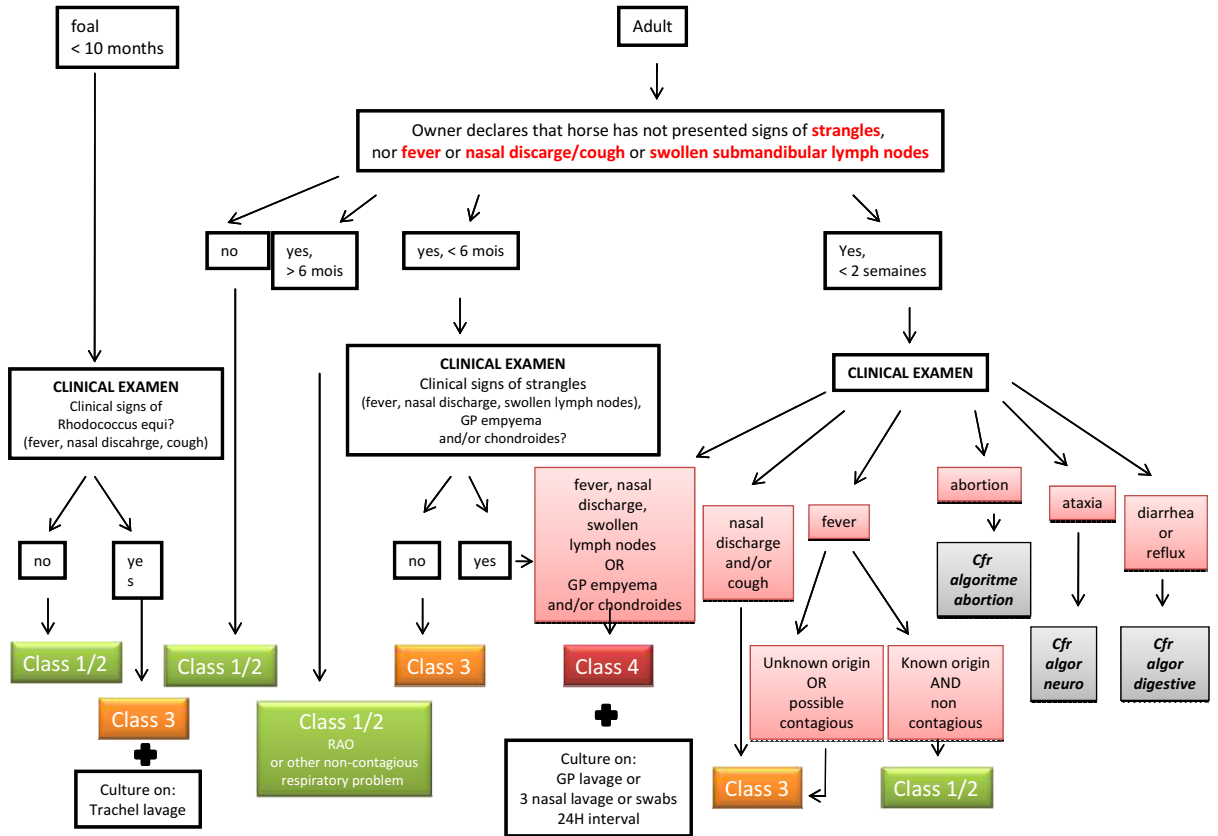 foal
< 10 months
Adult
Owner declares that horse has not presented signs of strangles,
nor fever or nasal discarge/cough or swollen submandibular lymph nodes
no
yes,
> 6 mois
yes, < 6 mois
Yes,
< 2 semaines
CLINICAL EXAMEN
Clinical signs of
Rhodococcus equi?
(fever, nasal discahrge, cough)
CLINICAL EXAMEN
Clinical signs of strangles
(fever, nasal discharge, swollen lymph nodes),
GP empyema
and/or chondroides?
CLINICAL EXAMEN
no
ye
s
no
yes
fever, nasal
discharge,
swollen
lymph nodes
OR
GP empyema
and/or chondroides
nasal
discharge
and/or
cough
fever
abortion
ataxia
diarrhea
or
reflux
Cfr
algoritme
abortion
Cfr
algor
neuro
Cfr
algor
digestive
Class 1/2
Class 1/2
Class 3
Class 4
Unknown origin
OR
possible
contagious
Known origin
AND
non
contagious
Class 3
Culture on:
Trachel lavage
Class 1/2
RAO
or other non-contagious
respiratory problem
Culture on:
GP lavage or
3 nasal lavage or swabs
24H interval
Class 3
Class 1/2